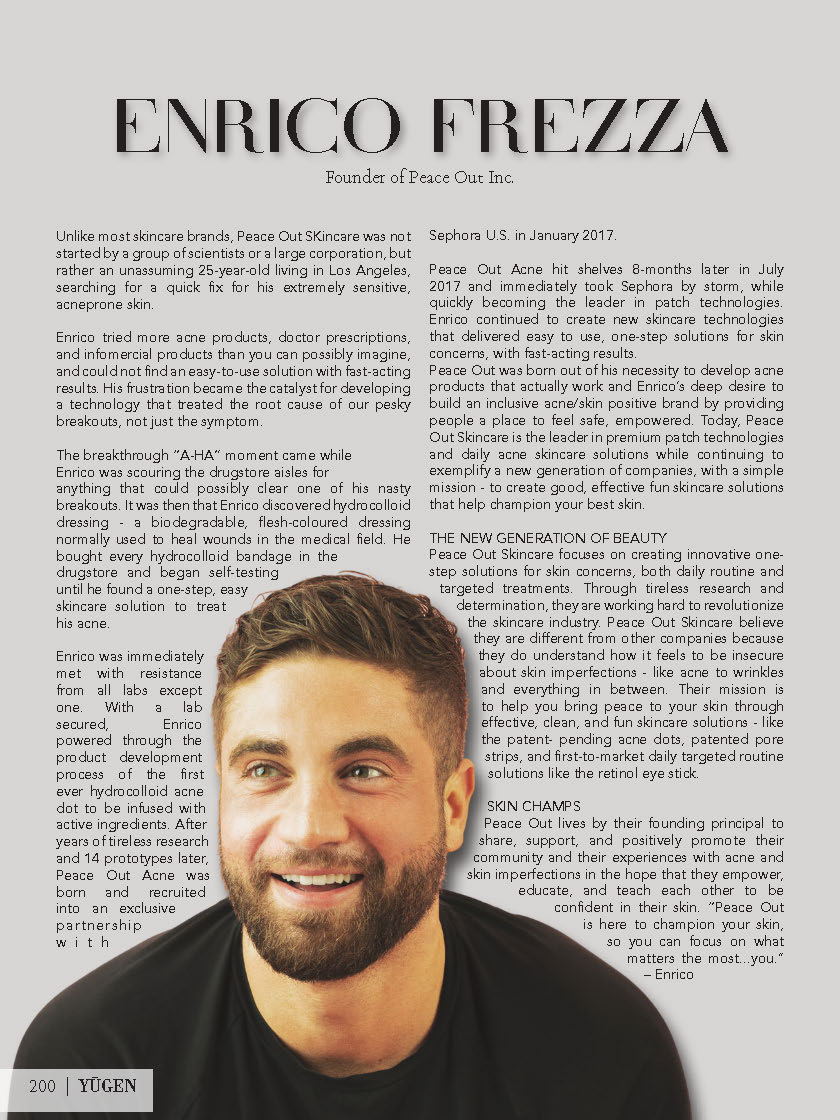 ENRICO FREZZA
Founder of Peace Out Inc.
Unlike most skincare brands, Peace Out SKincare was not
started by a group of scientists or a large corporation, but
rather an unassuming 25-year-old living in Los Angeles,
searching for a quick fix for his extremely sensitive,
acneprone skin.
Enrico tried more acne products, doctor prescriptions,
and infomercial products than you can possibly imagine,
and could not find an easy-to-use solution with fast-acting
results. His frustration became the catalyst for developing
a technology that treated the root cause of our pesky
breakouts, not just the symptom.
The breakthrough "A-HA" moment came while
Enrico was scouring the drugstore aisles for
anything that could possibly clear one of his nasty
breakouts. It was then that Enrico discovered hydrocolloid
dressing - a biodegradable, flesh-coloured dressing
normally used to heal wounds in the medical field. He
bought every hydrocolloid bandage in the
drugstore and began self-testing
until he found a one-step, easy
skincare solution to treat
his acne.
Enrico was immediately
met with resistance
from all labs except
one. With a lab
secured, Enrico
powered through the
product development
process of the first
ever hydrocolloid acne
dot to be infused with
active ingredients. After
years of tireless research
and 14 prototypes later,
Peace Out Acne was
born and recruited
into an exclusive
partnership
with
Sephora U.S. in January 2017.
Peace Out Acne hit shelves 8-months later in July
2017 and immediately took Sephora by storm, while
quickly becoming the leader in patch technologies.
Enrico continued to create new skincare technologies
that delivered easy to use, one-step solutions for skin
concerns, with fast-acting results.
Peace Out was born out of his necessity to develop acne
products that actually work and Enrico's deep desire to
build an inclusive acne/skin positive brand by providing
people a place to feel safe, empowered. Today, Peace
Out Skincare is the leader in premium patch technologies
and daily acne skincare solutions while continuing to
exemplify a new generation of companies, with a simple
mission - to create good, effective fun skincare solutions
that help champion your best skin.
THE NEW GENERATION OF BEAUTY
Peace Out Skincare focuses on creating innovative one-
step solutions for skin concerns, both daily routine and
targeted treatments. Through tireless research and
determination, they are working hard to revolutionize
the skincare industry. Peace Out Skincare believe
they are different from other companies because
they do understand how it feels to be insecure
about skin imperfections - like acne to wrinkles
and everything in between. Their mission is
to help you bring peace to your skin through
effective, clean, and fun skincare solutions - like
the patent- pending acne dots, patented pore
strips, and first-to-market daily targeted routine
solutions like the retinol eye stick.
SKIN CHAMPS
Peace Out lives by their founding principal to
share, support, and positively promote their
community and their experiences with acne and
skin imperfections in the hope that they empower,
educate, and teach each other to be
confident in their skin. "Peace Out
is here to champion your skin,
so you can focus on what
matters the most...you."
– Enrico
200 | YŪGEN